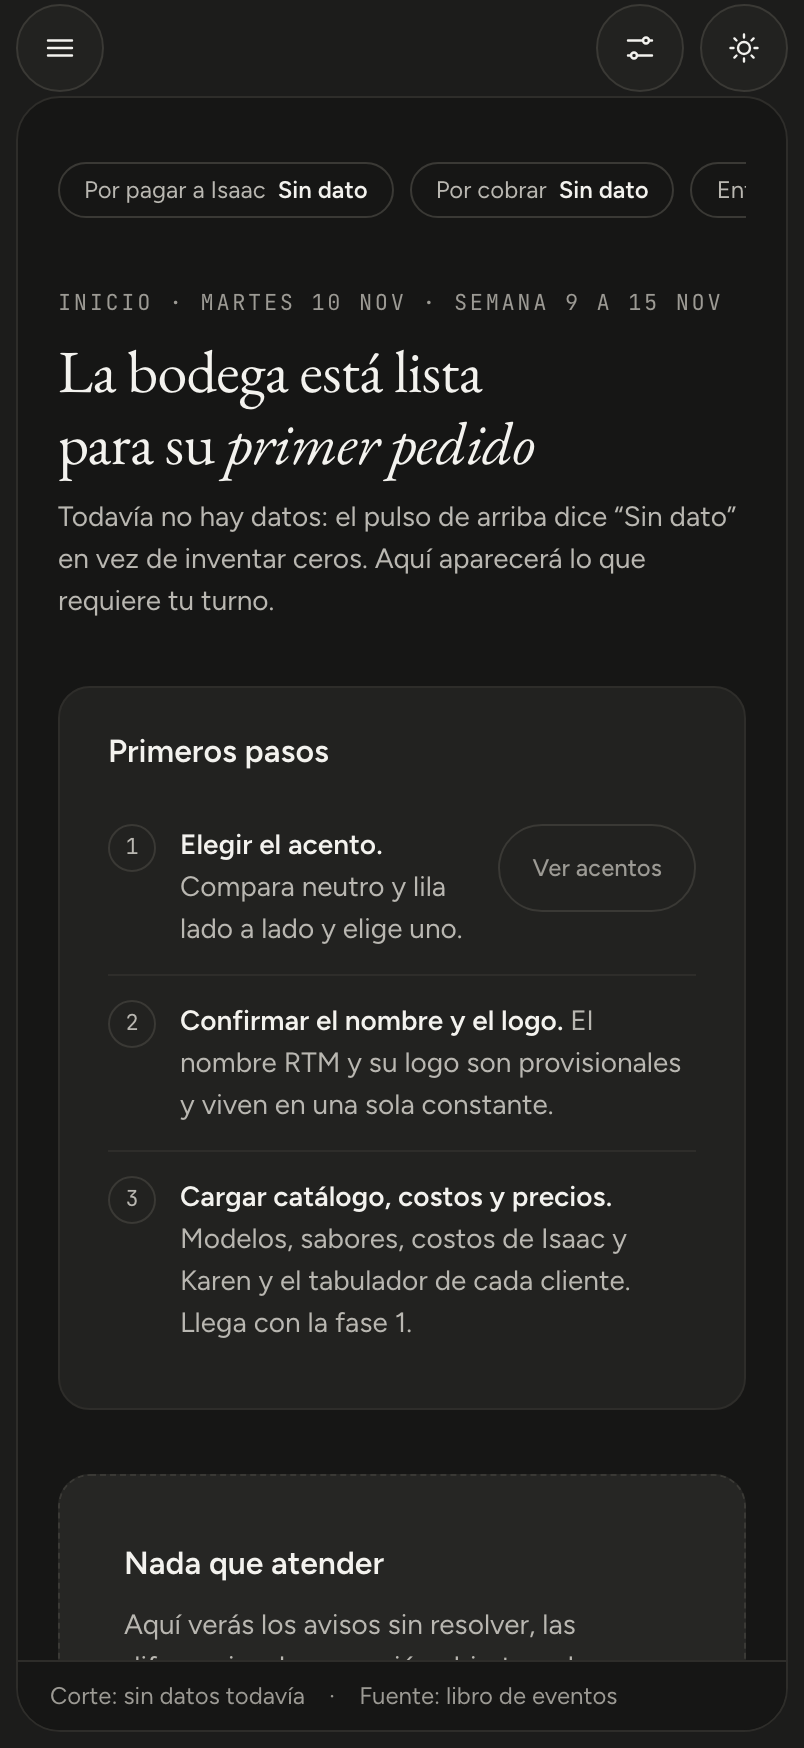 Por pagar a Isaac Sin dato
Por cobrar Sin dato
INICIO · MARTES 10 NOV · SEMANA 9 A 15 NOV
La bodega está lista
para su primer pedido
Todavía no hay datos: el pulso de arriba dice “Sin dato”
en vez de inventar ceros. Aquí aparecerá lo que
requiere tu turno.
Primeros pasos
1
Elegir el acento.
Compara neutro y lila
lado a lado y elige uno.
Ver acentos
2
Confirmar el nombre y el logo. El
nombre RTM y su logo son provisionales
y viven en una sola constante.
3
Cargar catálogo, costos y precios.
Modelos, sabores, costos de Isaac y
Karen y el tabulador de cada cliente.
Llega con la fase 1.
Nada que atender
Aquí verás los avisos sin resolver, las
Corte: sin datos todavía · Fuente: libro de eventos